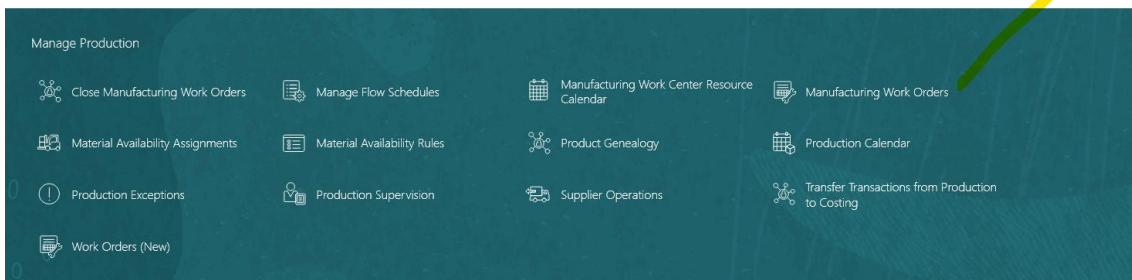 Manage Production
Close Manufacturing Work Orders
Manage Flow Schedules
Manufacturing Work Center Resource
Calendar
Manufacturing Work Orders
Material Availability Assignments
Material Availability Rules
Product Genealogy
Production Calendar
Production Exceptions
Production Supervision
Supplier Operations
Transfer Transactions from Production
to Costing
Work Orders (New)